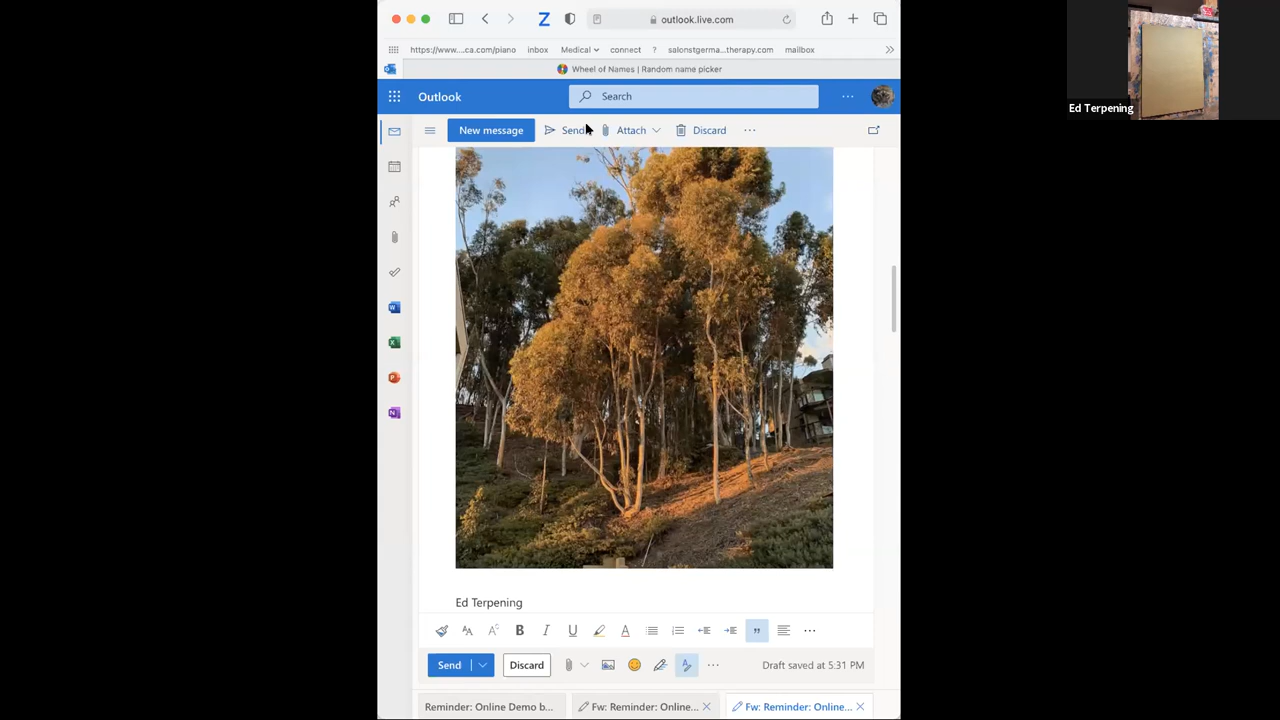 outlook.live.com
https://www....ca.com/piano inbox Medical connect ? salonstgerma...therapy.com mailbox
Wheel of Names | Random name picker
Outlook
Search
New message Send Attach Discard
Ed Terpening
Ed Terpening
Send Discard Draft saved at 5:31 PM
Reminder: Online Demo b... Fw: Reminder: Online... Fw: Reminder: Online...